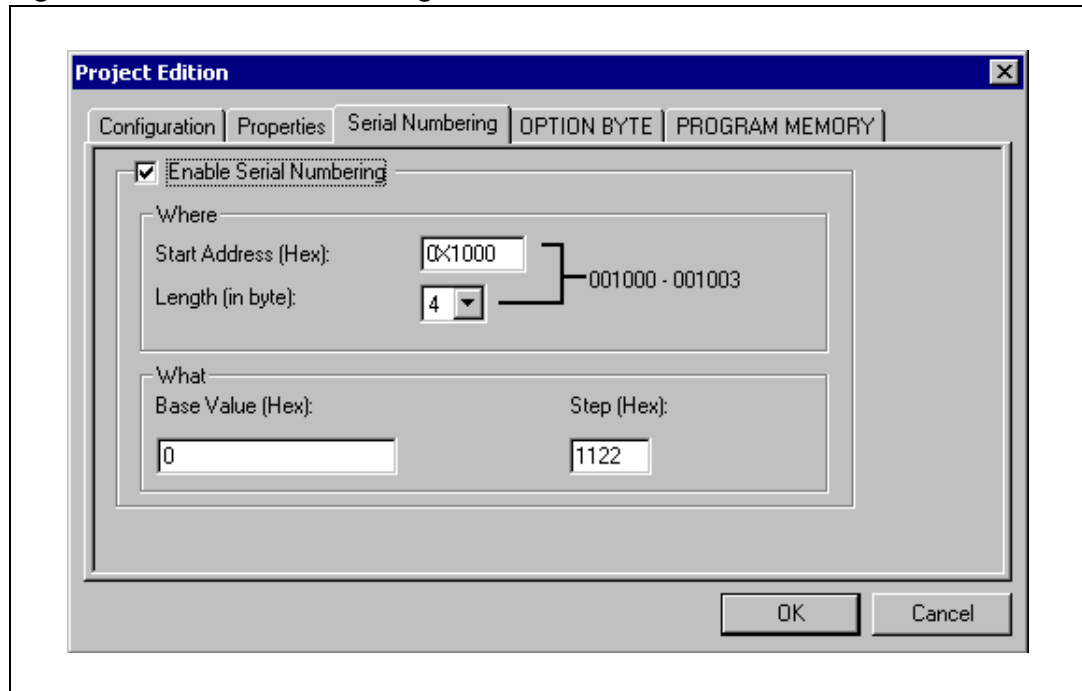 Project Edition
Configuration Properties Serial Numbering OPTION BYTE PROGRAM MEMORY
Enable Serial Numbering
Where
Start Address (Hex): 0X1000
001000 - 001003
Length (in byte): 4
What
Base Value (Hex): Step (Hex):
0 1122
OK Cancel